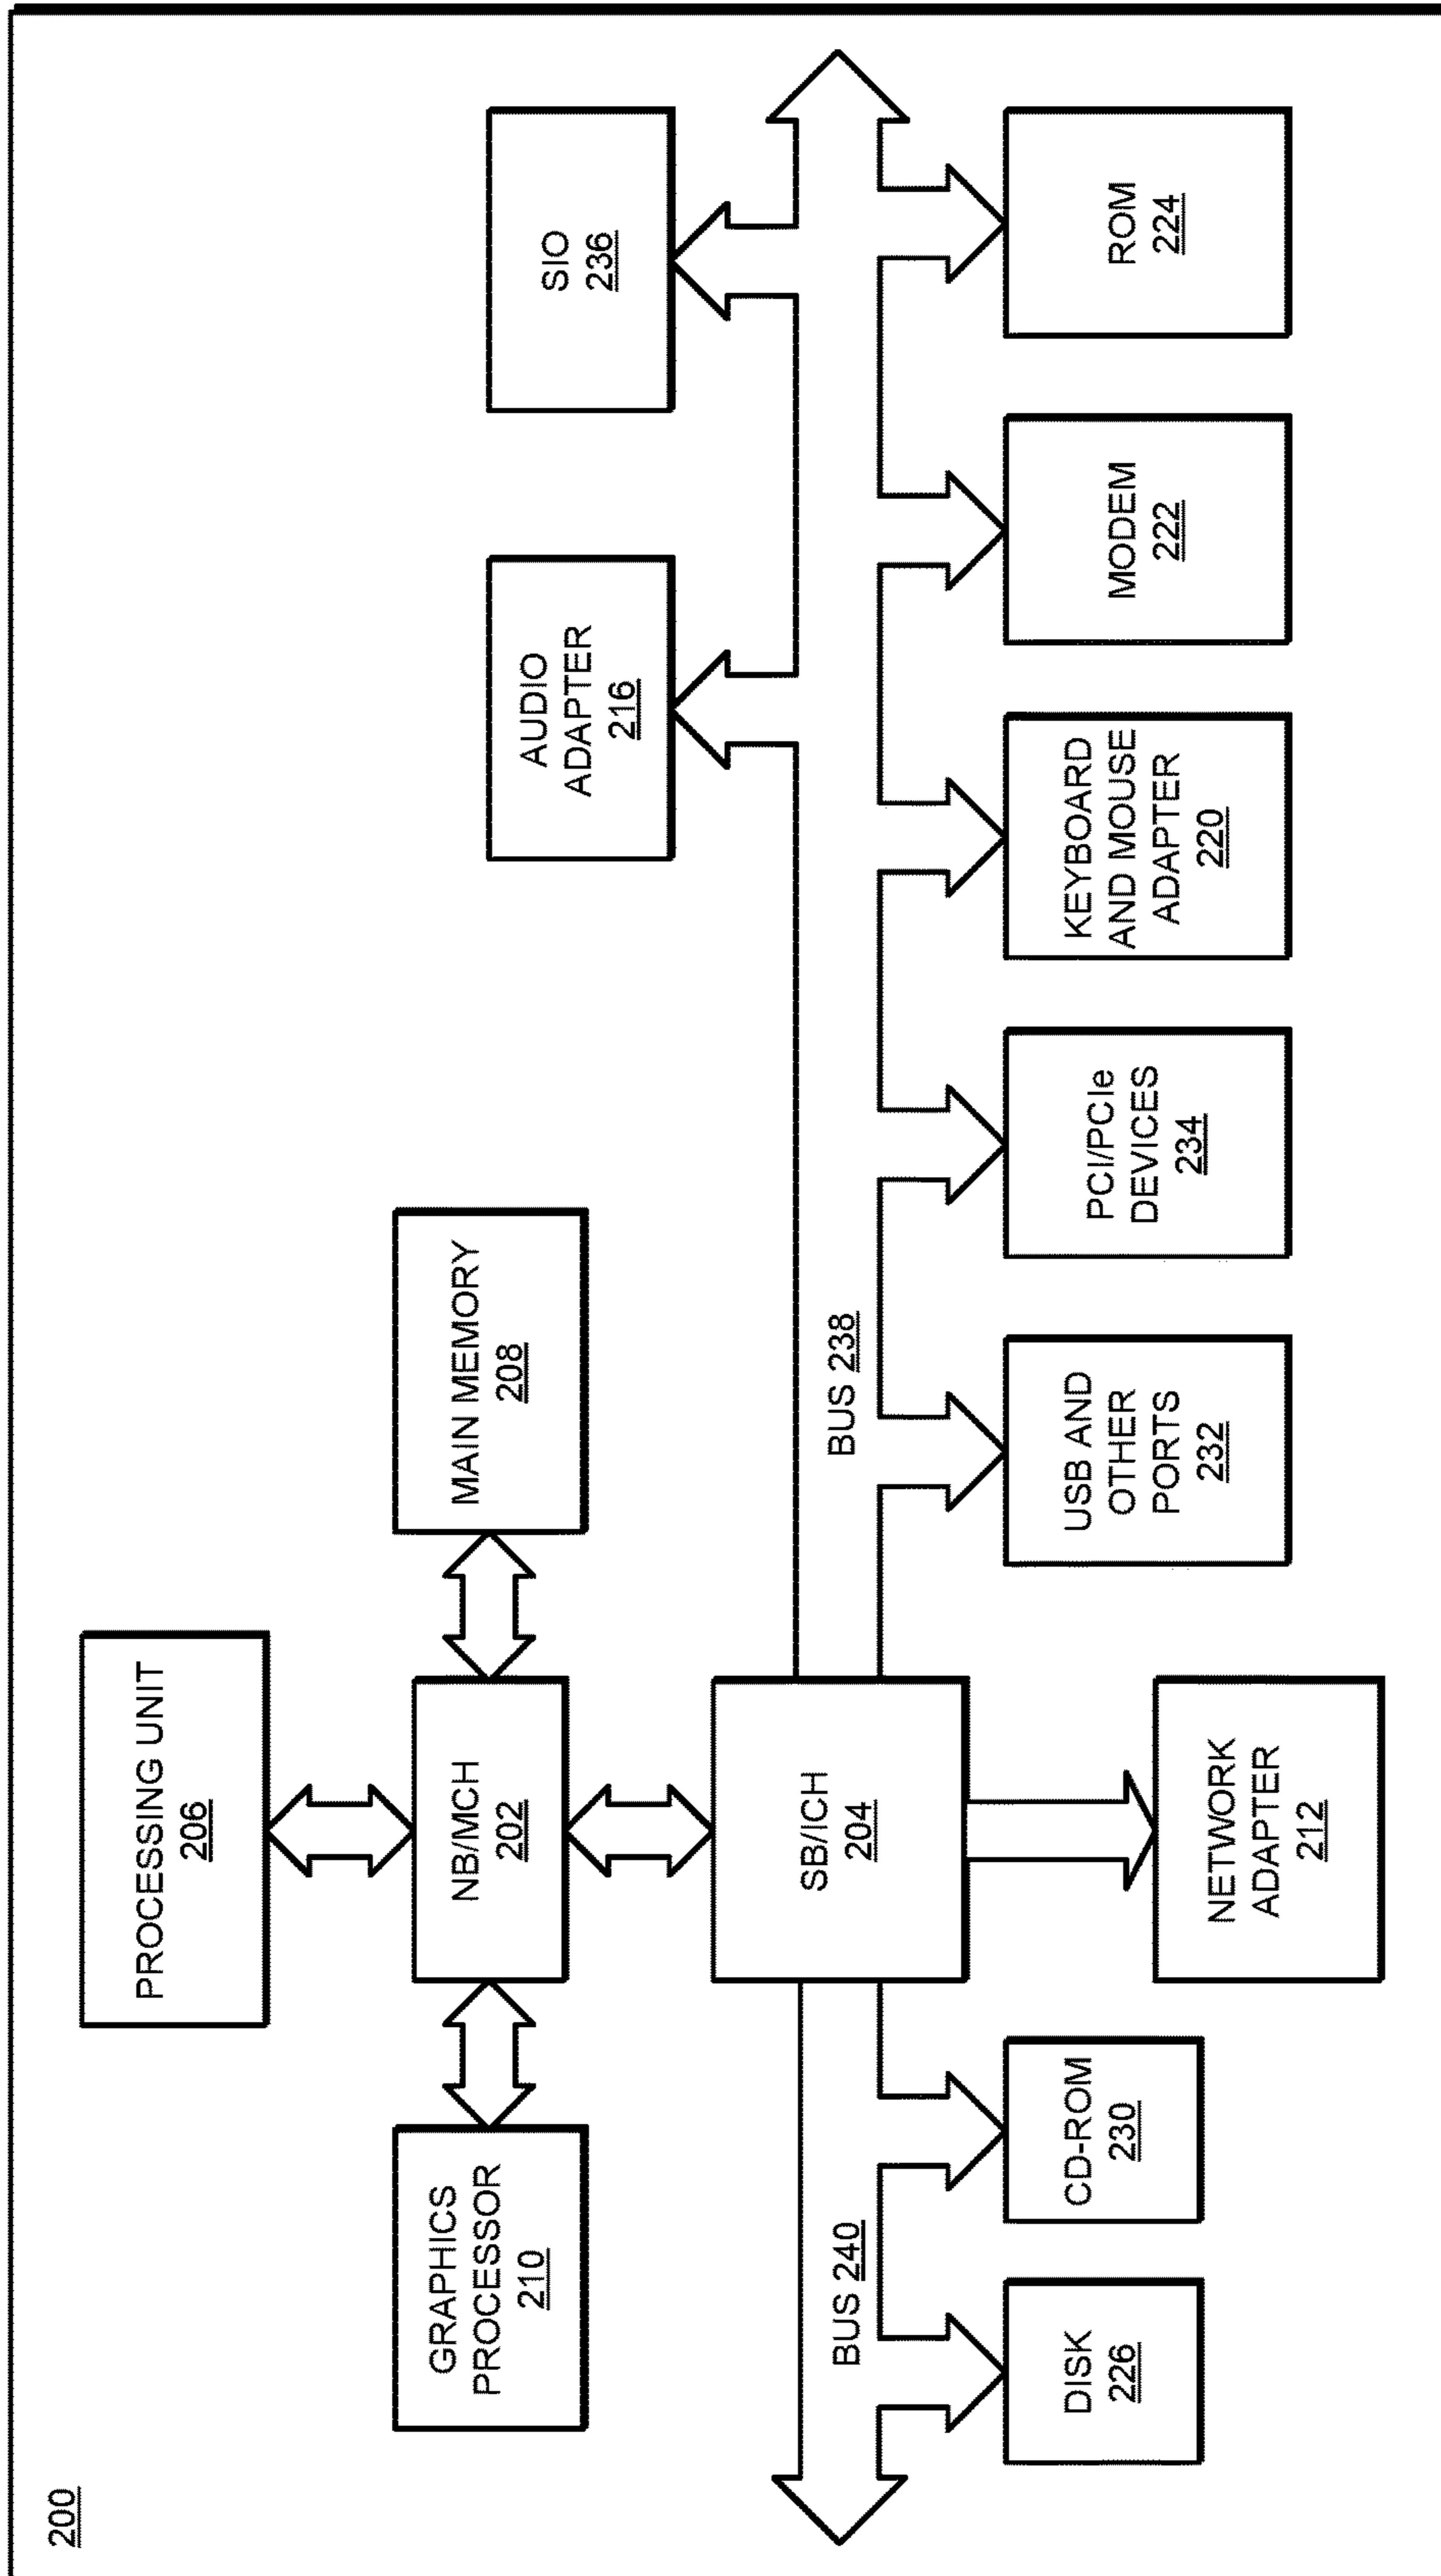 200
PROCESSING UNIT
206
GRAPHICS
PROCESSOR
210
NB/MCH
202
MAIN MEMORY
208
AUDIO
ADAPTER
216
SIO
236
SB/ICH
204
BUS 240
BUS 238
DISK
226
CD-ROM
230
NETWORK
ADAPTER
212
USB AND
OTHER
PORTS
232
PCI/PCIe
DEVICES
234
KEYBOARD
AND MOUSE
ADAPTER
220
MODEM
222
ROM
224